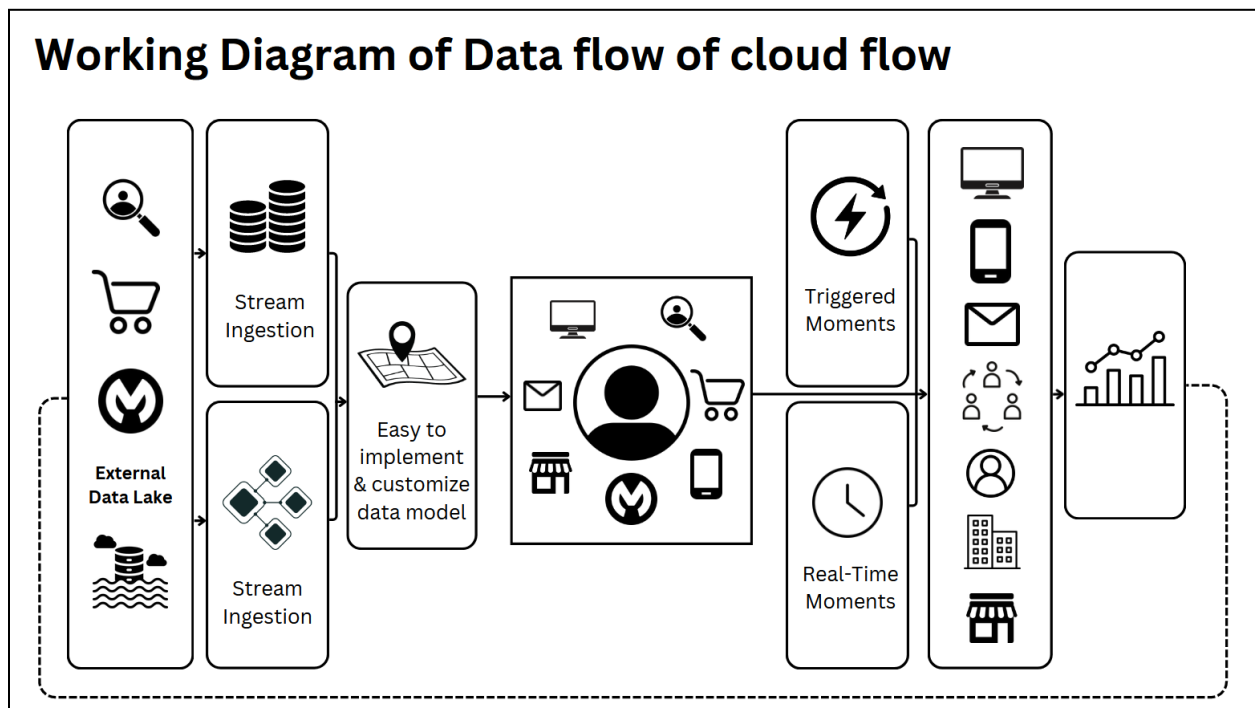 Working Diagram of Data flow of cloud flow
External
Data Lake
Stream
Ingestion
Stream
Ingestion
Easy to
implement
& customize
data model
Triggered
Moments
Real-Time
Moments